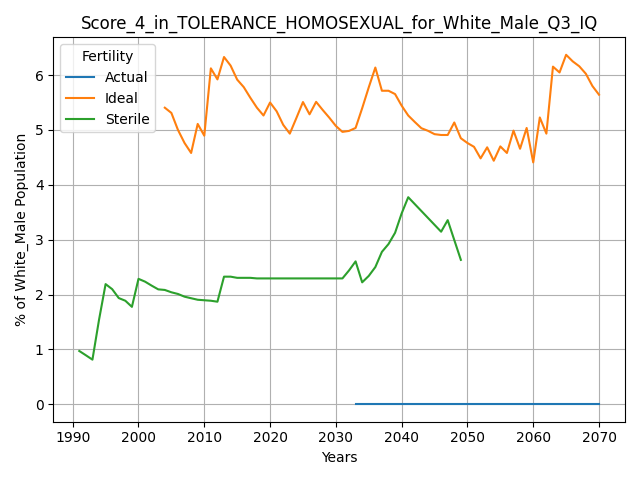 Score_4_in_TOLERANCE_HOMOSEXUAL_for_White_Male_Q3_IQ
Fertility
Actual
Ideal
Sterile
% of White_Male Population
6
5
4
3
2
1
0
1990 2000 2010 2020 2030 2040 2050 2060 2070
Years